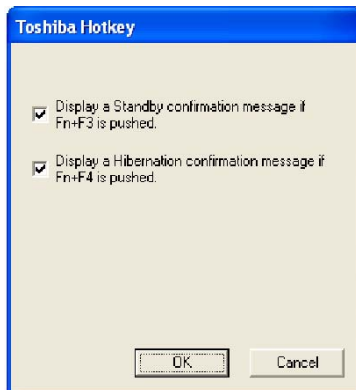 Toshiba Hotkey
Display a Standby confirmation message if
Fn+F3 is pushed.
Display a Hibernation confirmation message if
Fn+F4 is pushed.
OK
Cancel